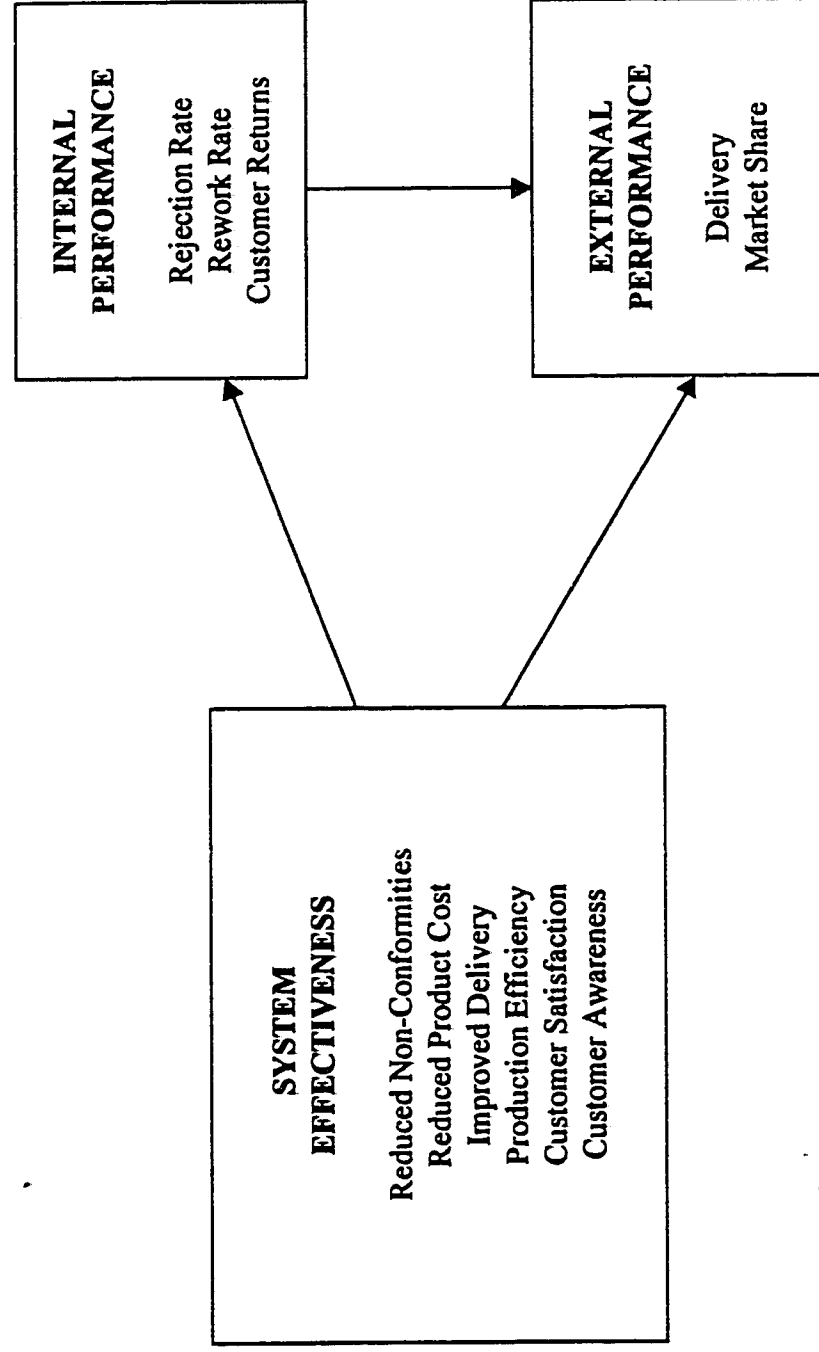 SYSTEM
EFFECTIVENESS
Reduced Non-Conformities
Reduced Product Cost
Improved Delivery
Production Efficiency
Customer Satisfaction
Customer Awareness
INTERNAL
PERFORMANCE
Rejection Rate
Rework Rate
Customer Returns
EXTERNAL
PERFORMANCE
Delivery
Market Share